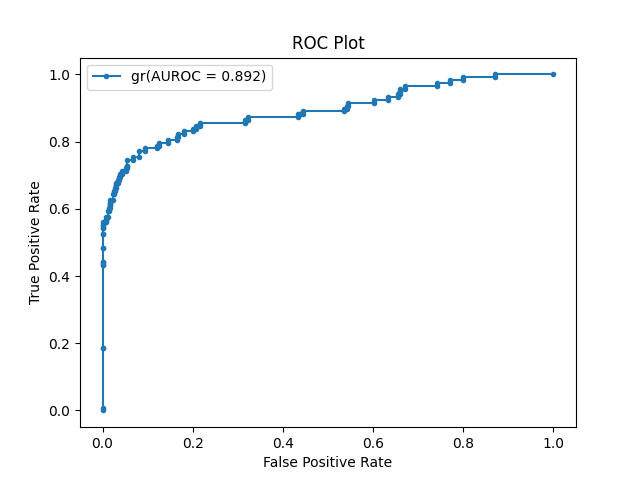 ROC Plot
gr(AUROC = 0.892)
1.0
0.8
0.6
0.4
0.2
0.0
True Positive Rate
0.0 0.2 0.4 0.6 0.8 1.0
False Positive Rate